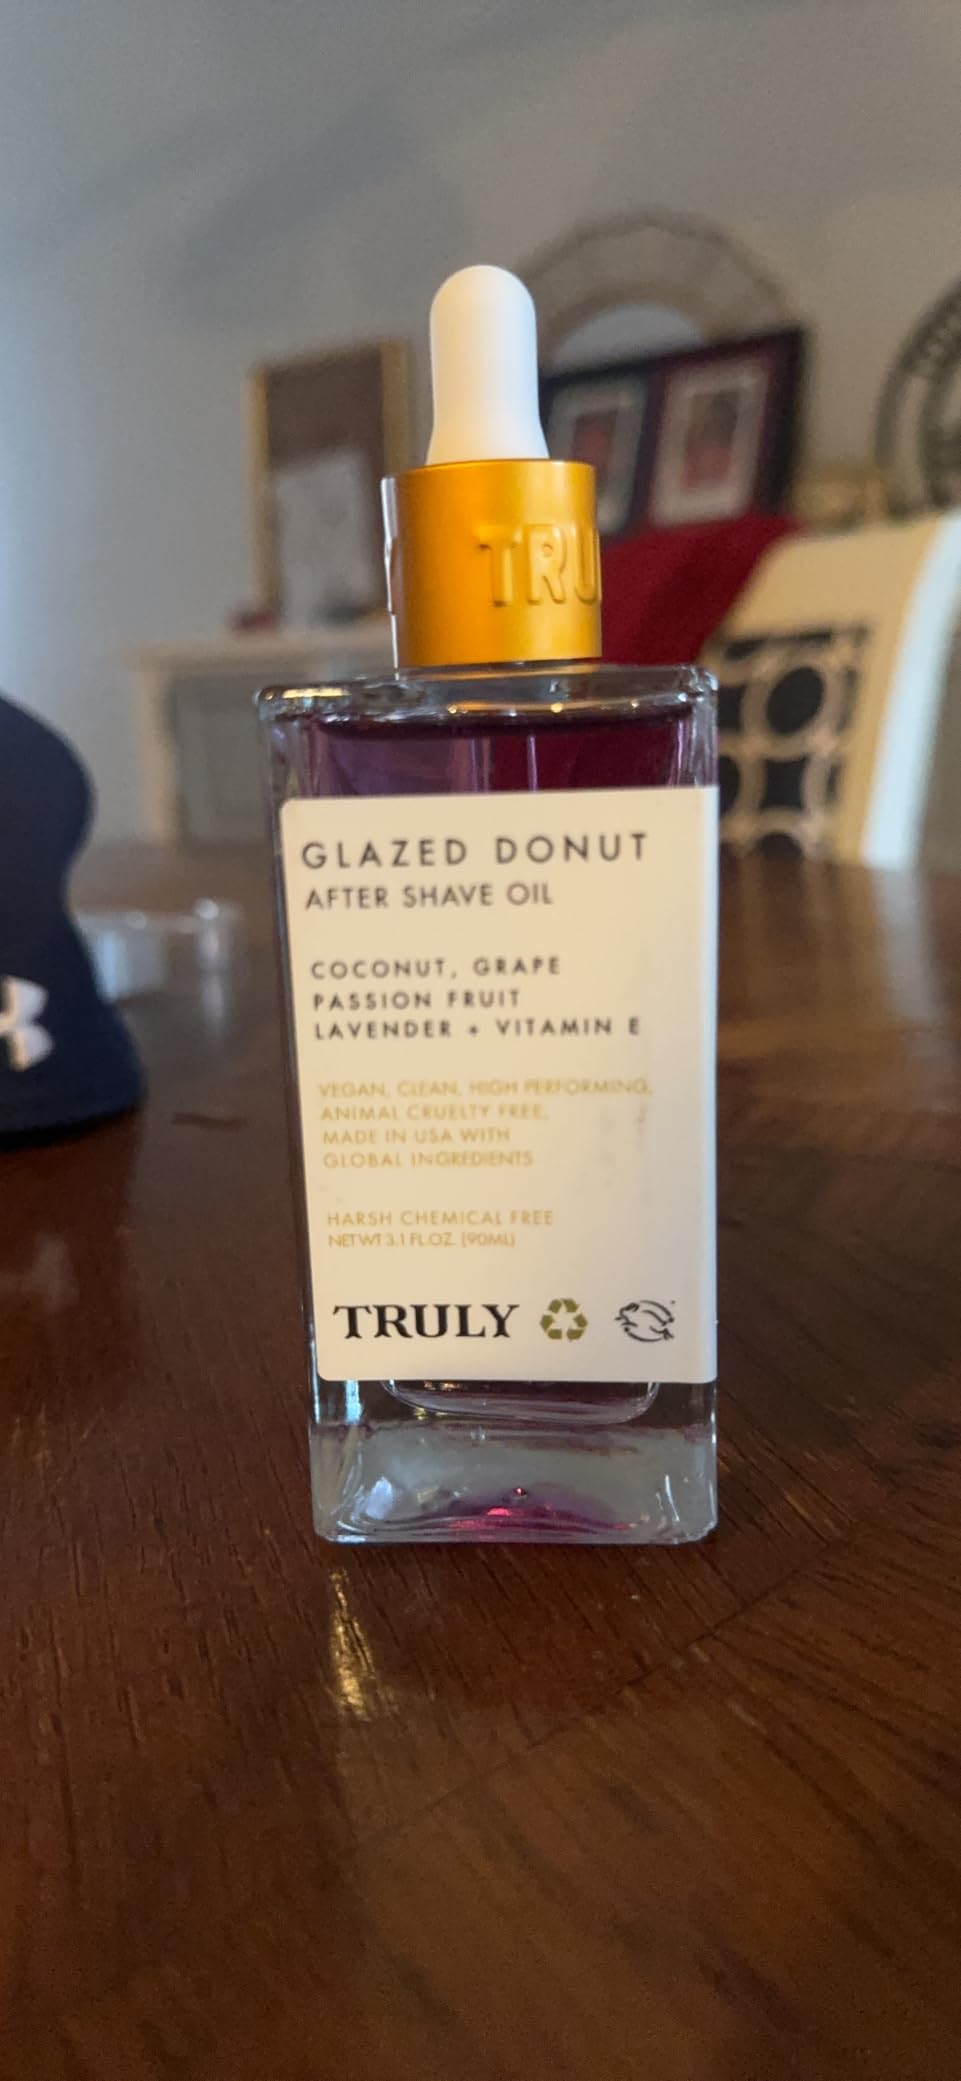 TRU
GLAZED DONUT
AFTER SHAVE OIL
COCONUT, GRAPE
PASSION FRUIT
LAVENDER + VITAMIN E
VEGAN, CLEAN, HIGH PERFORMING,
ANIMAL CRUELTY FREE,
MADE IN USA WITH
GLOBAL INGREDIENTS
HARSH CHEMICAL FREE
NET WT 3.1 FL.OZ. (90ML)
TRULY